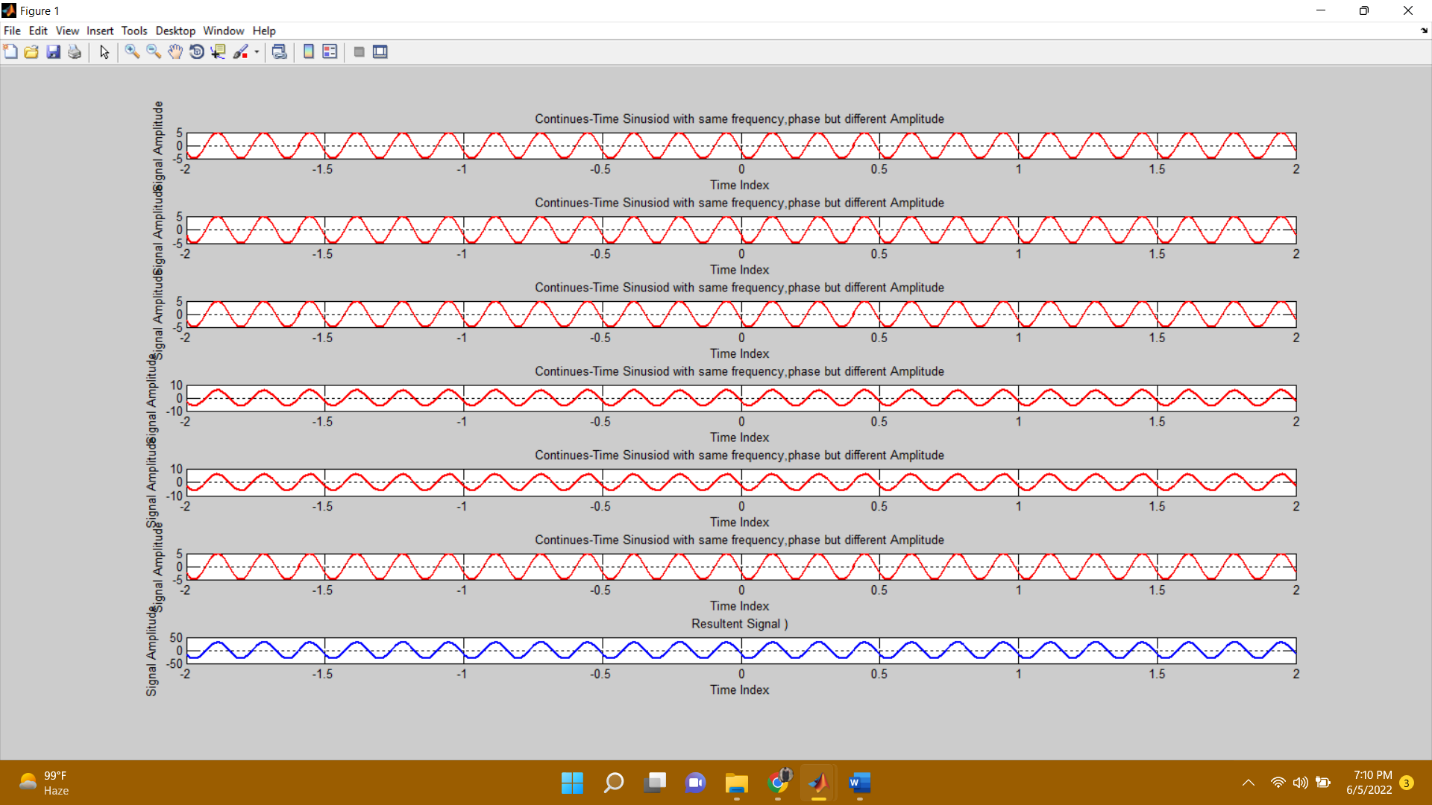 Figure 1
File Edit View Insert Tools Desktop Window Help
Continues-Time Sinusiod with same frequency,phase but different Amplitude
Signal Amplitude
5
0
-5
-2 -1.5 -1 -0.5 0 0.5 1 1.5 2
Time Index
Continues-Time Sinusiod with same frequency,phase but different Amplitude
Signal Amplitude
5
0
-5
-2 -1.5 -1 -0.5 0 0.5 1 1.5 2
Time Index
Continues-Time Sinusiod with same frequency,phase but different Amplitude
Signal Amplitude
5
0
-5
-2 -1.5 -1 -0.5 0 0.5 1 1.5 2
Time Index
Continues-Time Sinusiod with same frequency,phase but different Amplitude
Signal Amplitude
10
0
-10
-2 -1.5 -1 -0.5 0 0.5 1 1.5 2
Time Index
Continues-Time Sinusiod with same frequency,phase but different Amplitude
Signal Amplitude
10
0
-10
-2 -1.5 -1 -0.5 0 0.5 1 1.5 2
Time Index
Continues-Time Sinusiod with same frequency,phase but different Amplitude
Signal Amplitude
5
0
-5
-2 -1.5 -1 -0.5 0 0.5 1 1.5 2
Time Index
Resultent Signal )
Signal Amplitude
50
0
-50
-2 -1.5 -1 -0.5 0 0.5 1 1.5 2
Time Index
99°F
Haze
7:10 PM
6/5/2022
3